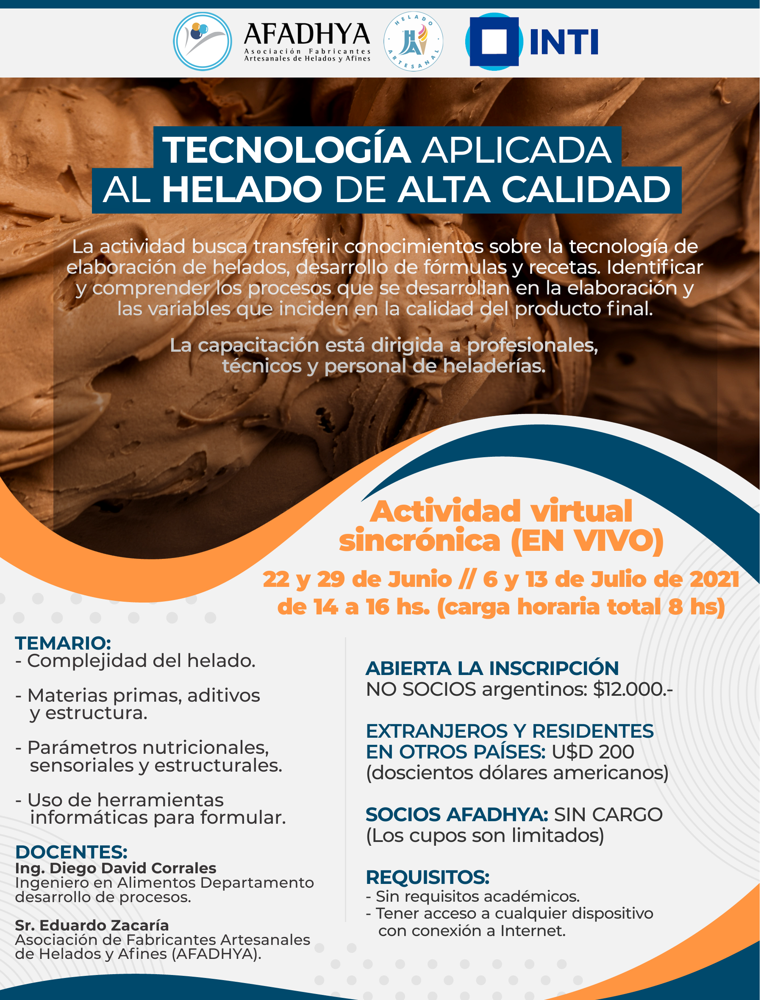 AFADHYA
Asociación Fabricantes
Artesanales de Helados y Afines
HELADO
HA
ARTESANAL
INTI
TECNOLOGÍA APLICADA
AL HELADO DE ALTA CALIDAD
La actividad busca transferir conocimientos sobre la tecnología de
elaboración de helados, desarrollo de fórmulas y recetas. Identificar
y comprender los procesos que se desarrollan en la elaboración y
las variables que inciden en la calidad del producto final.
La capacitación está dirigida a profesionales,
técnicos y personal de heladerías.
Actividad virtual
sincrónica (EN VIVO)
22 y 29 de Junio // 6 y 13 de Julio de 2021
de 14 a 16 hs. (carga horaria total 8 hs)
TEMARIO:
- Complejidad del helado.
- Materias primas, aditivos
y estructura.
- Parámetros nutricionales,
sensoriales y estructurales.
- Uso de herramientas
informáticas para formular.
DOCENTES:
Ing. Diego David Corrales
Ingeniero en Alimentos Departamento
desarrollo de procesos.
Sr. Eduardo Zacaría
Asociación de Fabricantes Artesanales
de Helados y Afines (AFADHYA).
ABIERTA LA INSCRIPCIÓN
NO SOCIOS argentinos: $12.000.-
EXTRANJEROS Y RESIDENTES
EN OTROS PAÍSES: U$D 200
(doscientos dólares americanos)
SOCIOS AFADHYA: SIN CARGO
(Los cupos son limitados)
REQUISITOS:
- Sin requisitos académicos.
- Tener acceso a cualquier dispositivo
con conexión a Internet.